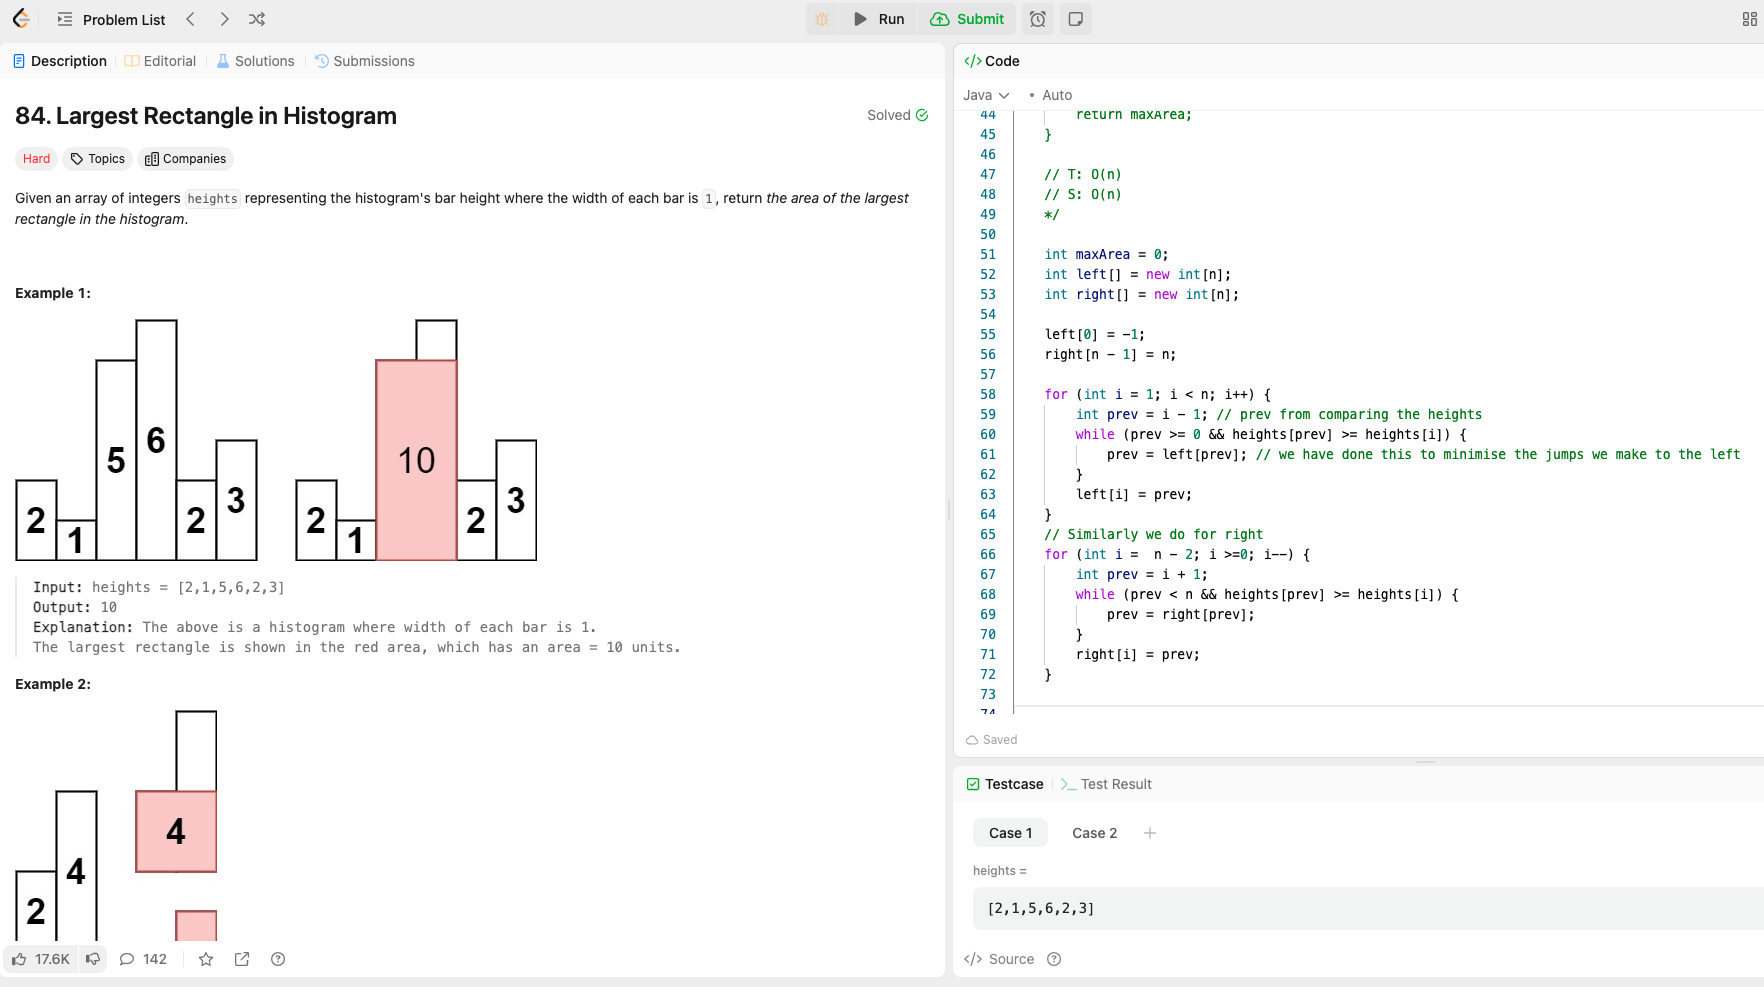 Problem List
Run
Submit
Description
Editorial
Solutions
Submissions
84. Largest Rectangle in Histogram
Solved
Hard
Topics
Companies
Given an array of integers heights representing the histogram's bar height where the width of each bar is 1, return the area of the largest
rectangle in the histogram.
Example 1:
2
1
5
6
2
3
2
1
10
2
3
Input: heights = [2,1,5,6,2,3]
Output: 10
Explanation: The above is a histogram where width of each bar is 1.
The largest rectangle is shown in the red area, which has an area = 10 units.
Example 2:
2
4
4
17.6K
142
</> Code
Java
• Auto
44 return maxArea;
45 }
46
47 // T: O(n)
48 // S: O(n)
49 */
50
51 int maxArea = 0;
52 int left[] = new int[n];
53 int right[] = new int[n];
54
55 left[0] = -1;
56 right[n - 1] = n;
57
58 for (int i = 1; i < n; i++) {
59 int prev = i - 1; // prev from comparing the heights
60 while (prev >= 0 && heights[prev] >= heights[i]) {
61 prev = left[prev]; // we have done this to minimise the jumps we make to the left
62 }
63 left[i] = prev;
64 }
65 // Similarly we do for right
66 for (int i =  n - 2; i >=0; i--) {
67 int prev = i + 1;
68 while (prev < n && heights[prev] >= heights[i]) {
69 prev = right[prev];
70 }
71 right[i] = prev;
72 }
73
74
Saved
Testcase
>_ Test Result
Case 1
Case 2
+
heights =
[2,1,5,6,2,3]
</> Source